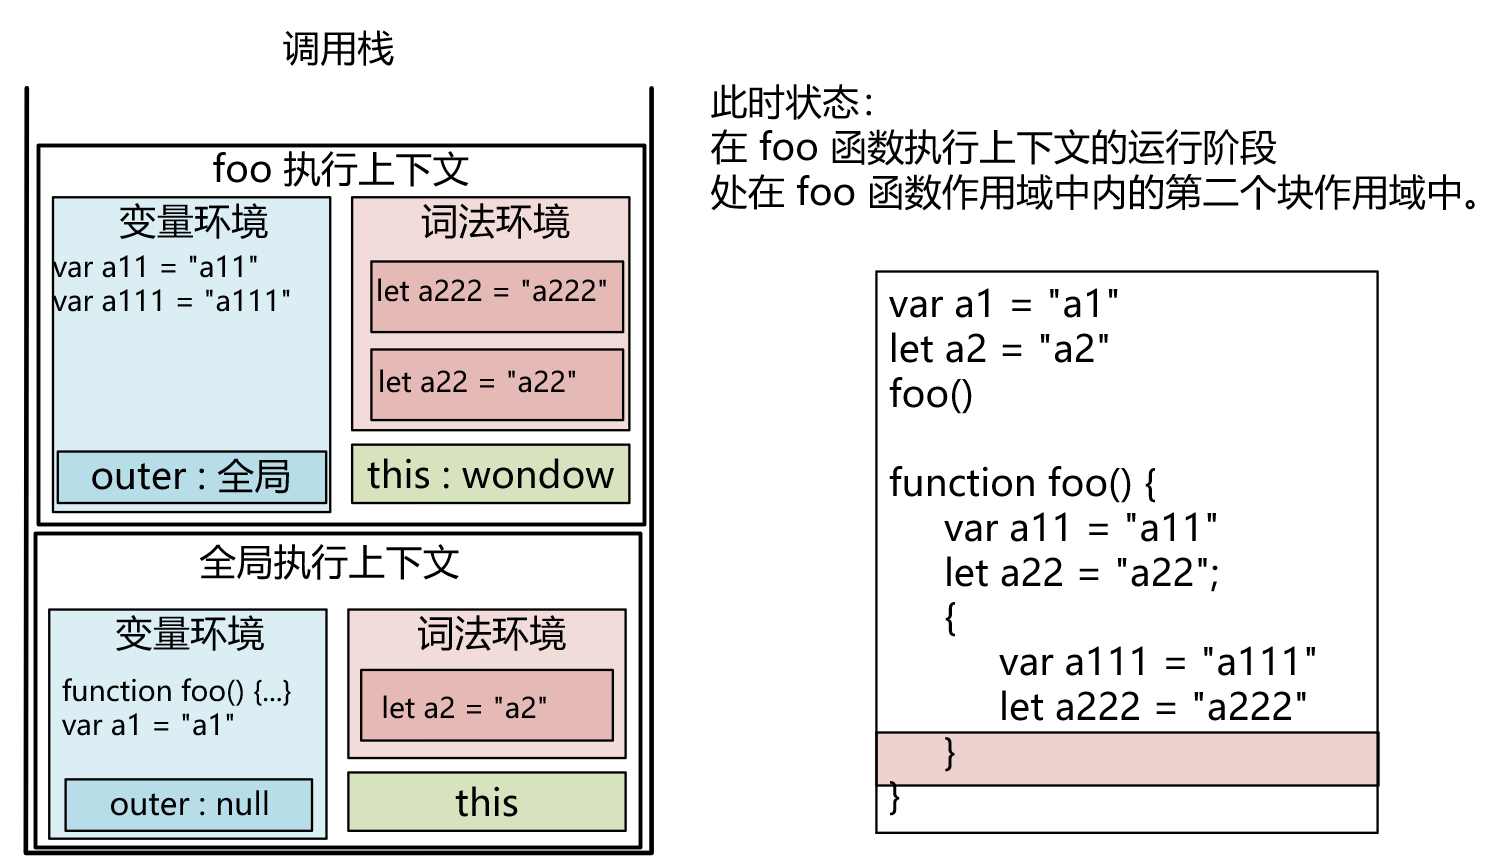 调用栈
foo 执行上下文
变量环境
var a11 = "a11"
var a111 = "a111"
outer : 全局
词法环境
let a222 = "a222"
let a22 = "a22"
this : wondow
全局执行上下文
变量环境
function foo() {...}
var a1 = "a1"
outer : null
词法环境
let a2 = "a2"
this
此时状态：
在 foo 函数执行上下文的运行阶段
处在 foo 函数作用域中内的第二个块作用域中。
var a1 = "a1"
let a2 = "a2"
foo()
function foo() {
var a11 = "a11"
let a22 = "a22";
{
var a111 = "a111"
let a222 = "a222"
}
}